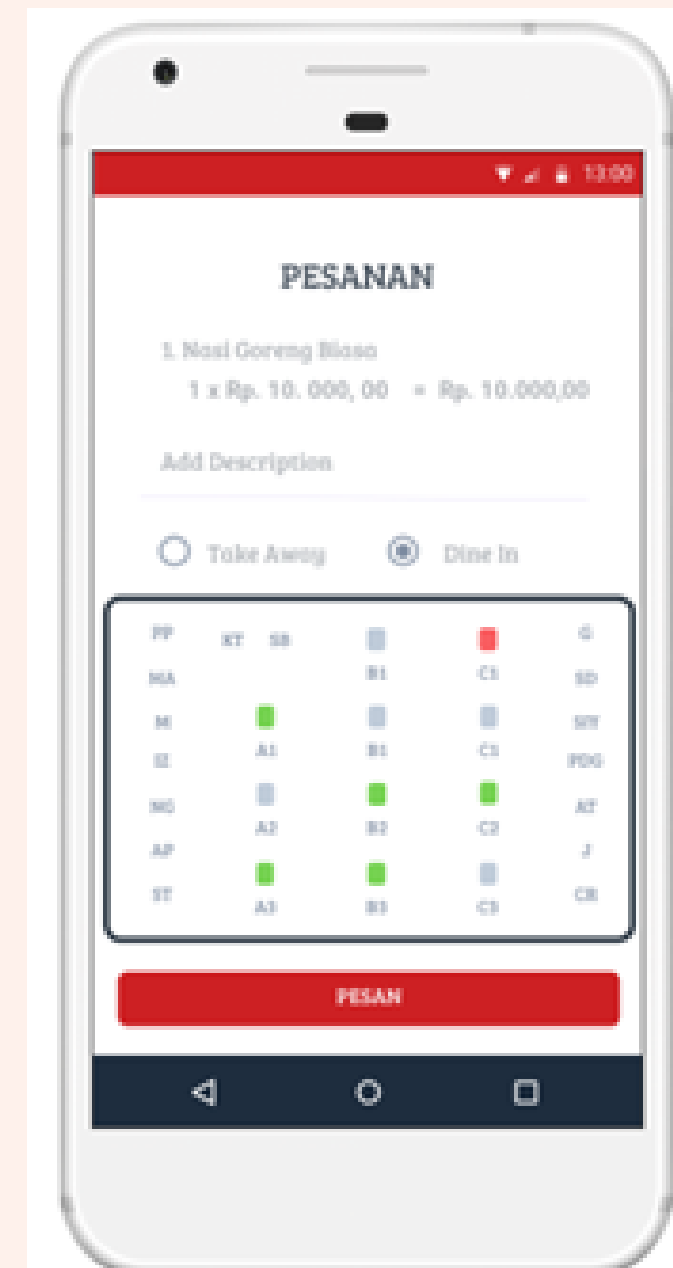 13:00
PESANAN
1. Nasi Goreng Biasa
1 x Rp. 10. 000, 00 = Rp. 10.000,00
Add Description
Take Away Dine In
PP KT SB G
B1 C1
MA SD
M SIY
A1 B1 C1
IZ PDG
NG AT
A2 B2 C2
AP J
ST CR
A3 B3 C3
PESAN